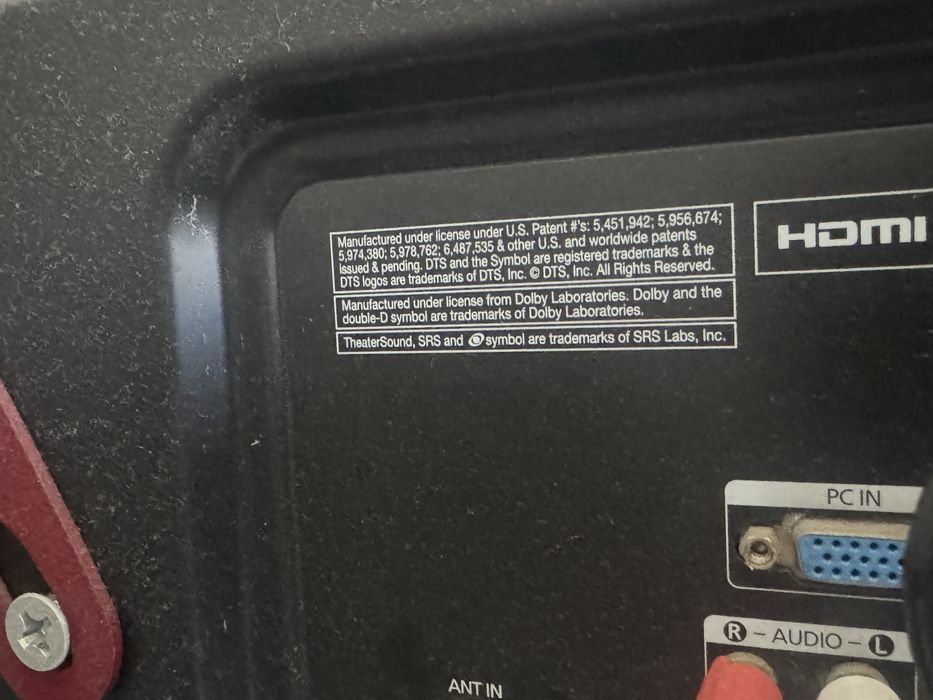 Manufactured under license under U.S. Patent #'s: 5,451,942; 5,956,674;
5,974,380; 5,978,762; 6,487,535 & other U.S. and worldwide patents
issued & pending. DTS and the Symbol are registered trademarks & the
DTS logos are trademarks of DTS, Inc. © DTS, Inc. All Rights Reserved.
Manufactured under license from Dolby Laboratories. Dolby and the
double-D symbol are trademarks of Dolby Laboratories.
TheaterSound, SRS and symbol are trademarks of SRS Labs, Inc.
HDMI
PC IN
R - AUDIO - L
ANT IN